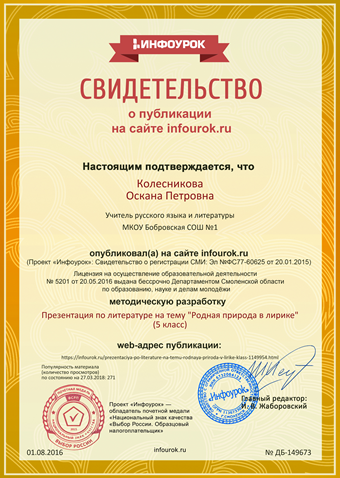 ИНФОУРОК
СВИДЕТЕЛЬСТВО
о публикации
на сайте infourok.ru
Настоящим подтверждается, что
Колесникова
Оскана Петровна
Учитель русского языка и литературы
МКОУ Бобровская СОШ №1
опубликовал(а) на сайте infourok.ru
(Проект «Инфоурок»: Свидетельство о регистрации СМИ: Эл №ФС77-60625 от 20.01.2015)
Лицензия на осуществление образовательной деятельности
№ 5201 от 20.05.2016 выдана бессрочно Департаментом Смоленской области
по образованию, науке и делам молодёжи
методическую разработку
Презентация по литературе на тему "Родная природа в лирике"
(5 класс)
web-адрес публикации:
https://infourok.ru/prezentaciya-po-literature-na-temu-rodnaya-priroda-v-lirike-klass-1149954.html
Популярность материала
(количество просмотров)
по состоянию на 27.03.2018: 271
Проект «Инфоурок» —
обладатель почетной медали
«Национальный знак качества
«Выбор России. Образцовый
налогоплательщик»
ВЫБОР РОССИИ
Инфоурок
Главный редактор:
И. В. Жаборовский
01.08.2016
infourok.ru
№ ДБ-149673